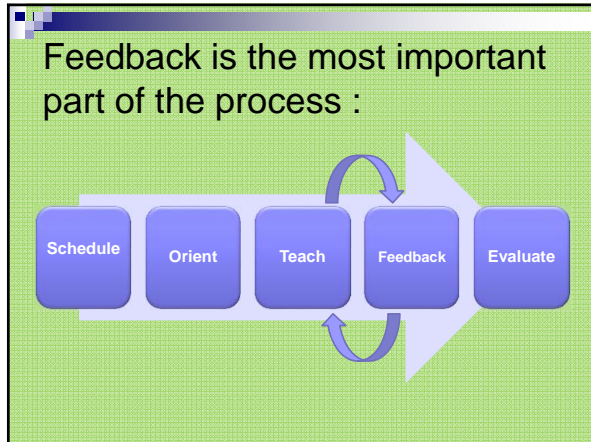 Feedback is the most important
part of the process :
Schedule
Orient
Teach
Feedback
Evaluate